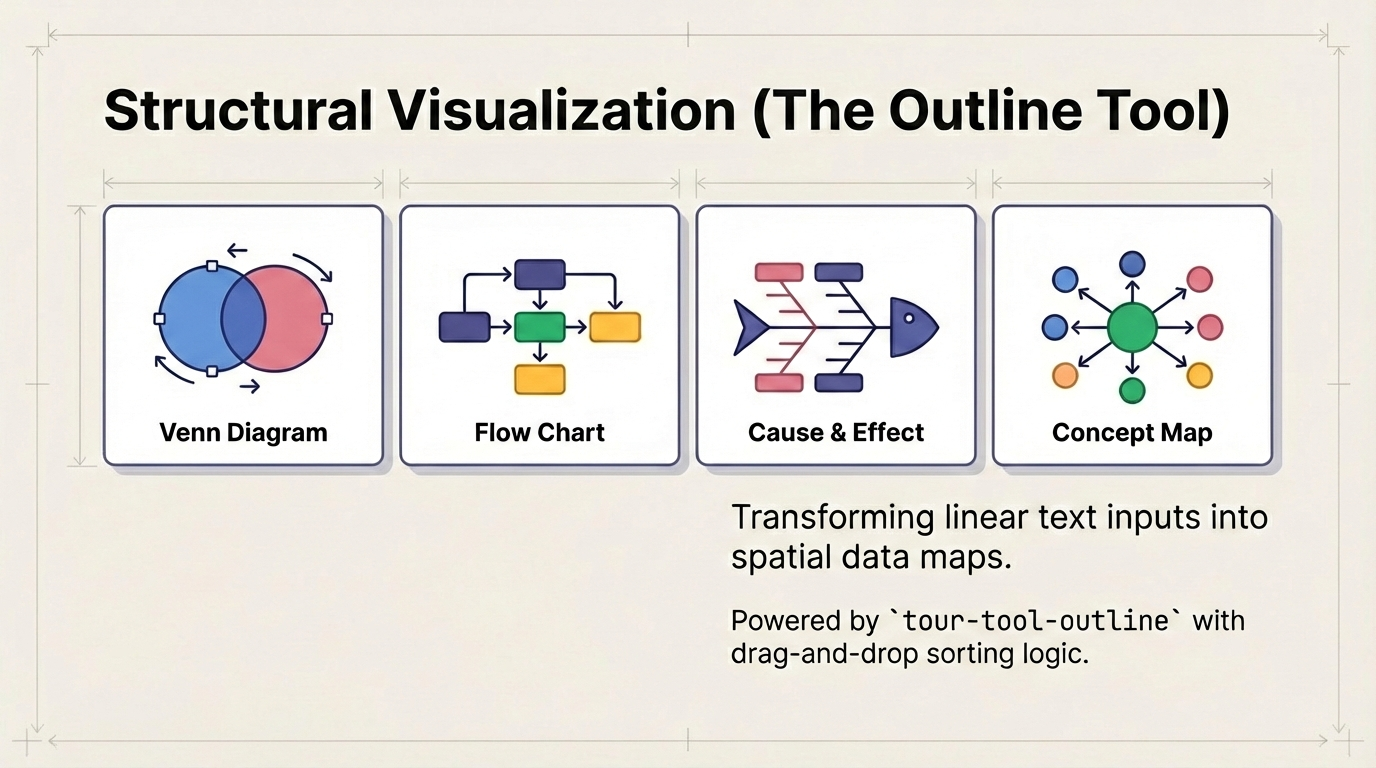 Structural Visualization (The Outline Tool)
Venn Diagram
Flow Chart
Cause & Effect
Concept Map
Transforming linear text inputs into
spatial data maps.
Powered by `tour-tool-outline` with
drag-and-drop sorting logic.